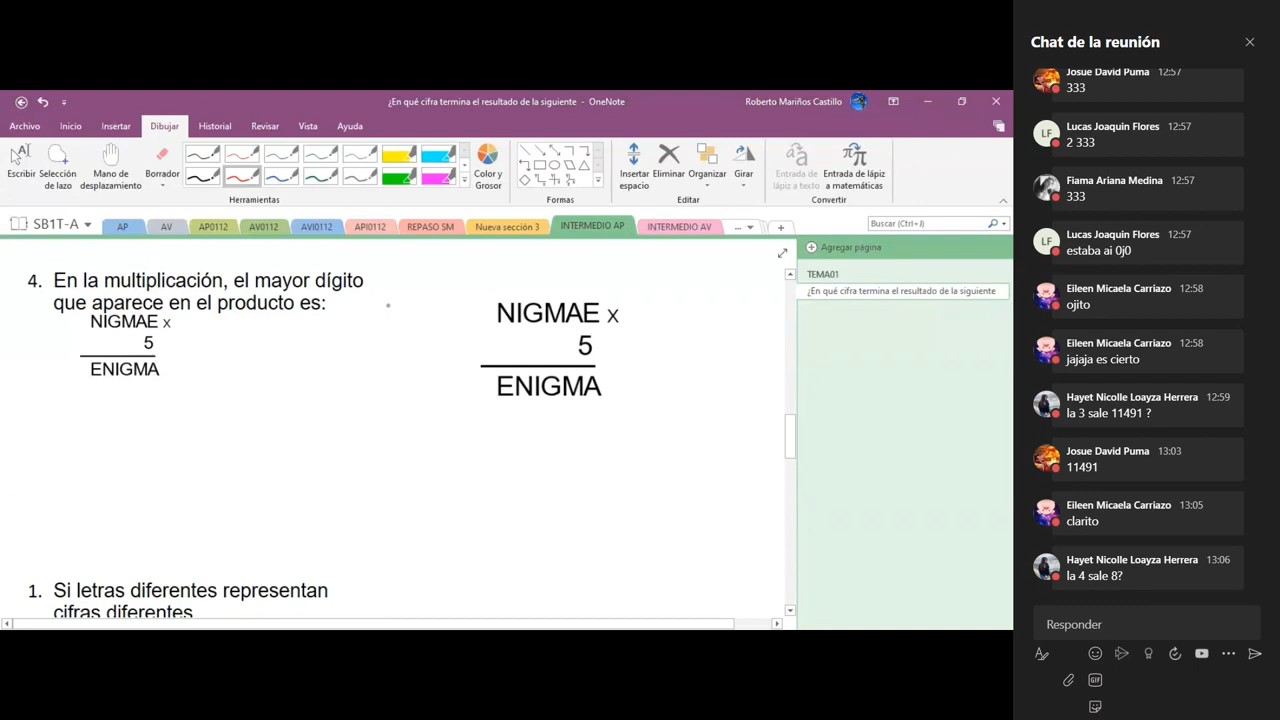 Chat de la reunión
¿En qué cifra termina el resultado de la siguiente - OneNote
Roberto Mariños Castillo
Archivo Inicio Insertar Dibujar Historial Revisar Vista Ayuda
Escribir
Selección de lazo
Mano de desplazamiento
Borrador
Color y Grosor
Insertar espacio
Eliminar
Organizar
Girar
Entrada de lápiz a texto
Entrada de lápiz a matemáticas
Herramientas
Formas
Editar
Convertir
SB1T-A
AP AV AP0112 AV0112 AVI0112 API0112 REPASO SM Nueva sección 3 INTERMEDIO AP INTERMEDIO AV ... +
Buscar (Ctrl+J)
Agregar página
TEMA01
¿En qué cifra termina el resultado de la siguiente
4. En la multiplicación, el mayor dígito
que aparece en el producto es:
NIGMAE x
5
ENIGMA
NIGMAE x
5
ENIGMA
1. Si letras diferentes representan
cifras diferentes
Josue David Puma 12:57
333
LF
Lucas Joaquin Flores 12:57
2 333
Fiama Ariana Medina 12:57
333
LF
Lucas Joaquin Flores 12:57
estaba ai 0j0
Eileen Micaela Carriazo 12:58
ojito
Eileen Micaela Carriazo 12:58
jajaja es cierto
Hayet Nicolle Loayza Herrera 12:59
la 3 sale 11491 ?
Josue David Puma 13:03
11491
Eileen Micaela Carriazo 13:05
clarito
Hayet Nicolle Loayza Herrera 13:06
la 4 sale 8?
Responder
GIF